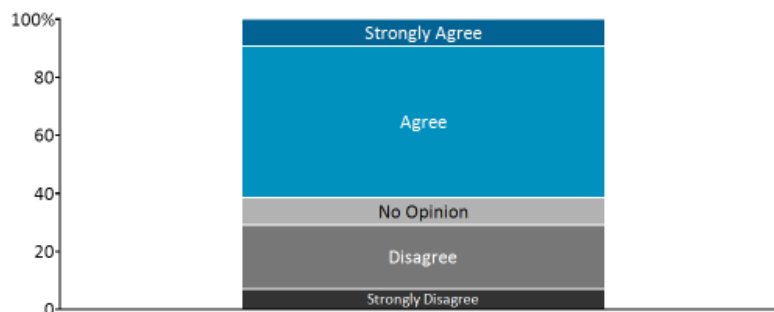 100%
Strongly Agree
80
Agree
60
40
No Opinion
20
Disagree
Strongly Disagree
0